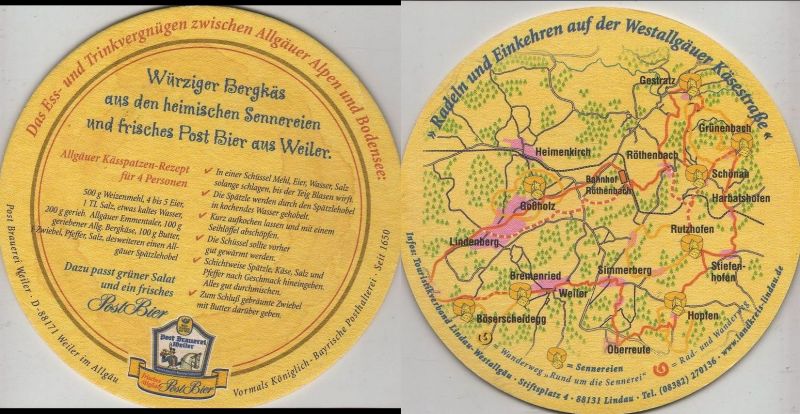 Das Ess- und Trinkvergnügen zwischen Allgäuer Alpen und Bodensee:
Würziger Bergkäs
aus den heimischen Sennereien
und frisches Post Bier aus Weiler.
Allgäuer Kässpatzen-Rezept
für 4 Personen
500 g Weizenmehl, 4 bis 5 Eier,
1 TL Salz, etwas kaltes Wasser,
200 g gerieb. Allgäuer Emmentaler, 100 g
geriebener Allg. Bergkäse, 100 g Butter,
Zwiebel, Pfeffer, Salz, desweiteren einen All-
gäuer Spätzlehobel
Dazu passt grüner Salat
und ein frisches
Post-Bier
In einer Schüssel Mehl, Eier, Wasser, Salz
solange schlagen, bis der Teig Blasen wirft.
Die Spätzle werden durch den Spätzlehobel
in kochendes Wasser gehobelt.
Kurz aufkochen lassen und mit einem
Seihlöffel abschöpfen.
Die Schüssel sollte vorher
gut gewärmt werden.
Schichtweise Spätzle, Käse, Salz und
Pfeffer nach Geschmack hineingeben.
Alles gut durchmischen.
Zum Schluß gebräunte Zwiebel
mit Butter darüber geben.
Post Brauerei
Weiler
Post-Bier
Post Brauerei Weiler · D-88171 Weiler im Allgäu
Vormals Königlich-Bayrische Posthalterei · Seit 1650
» Radeln und Einkehren auf der Westallgäuer Käsestraße «
Gestratz
Grünenbach
Heimenkirch
Röthenbach
Bahnhof
Röthenbach
Schönau
Harbatshofen
Goßholz
Lindenberg
Rutzhofen
Stiefen-
hofen
Bremenried
Simmerberg
Weiler
Böserscheidegg
Hopfen
Oberreute
= Sennereien
= Wanderweg „Rund um die Sennerei"
= Rad- und Wanderweg
Infos: Touristikverband Lindau-Westallgäu · Stiftsplatz 4 · 88131 Lindau · Tel. (08382) 270136 · www.landkreis-lindau.de